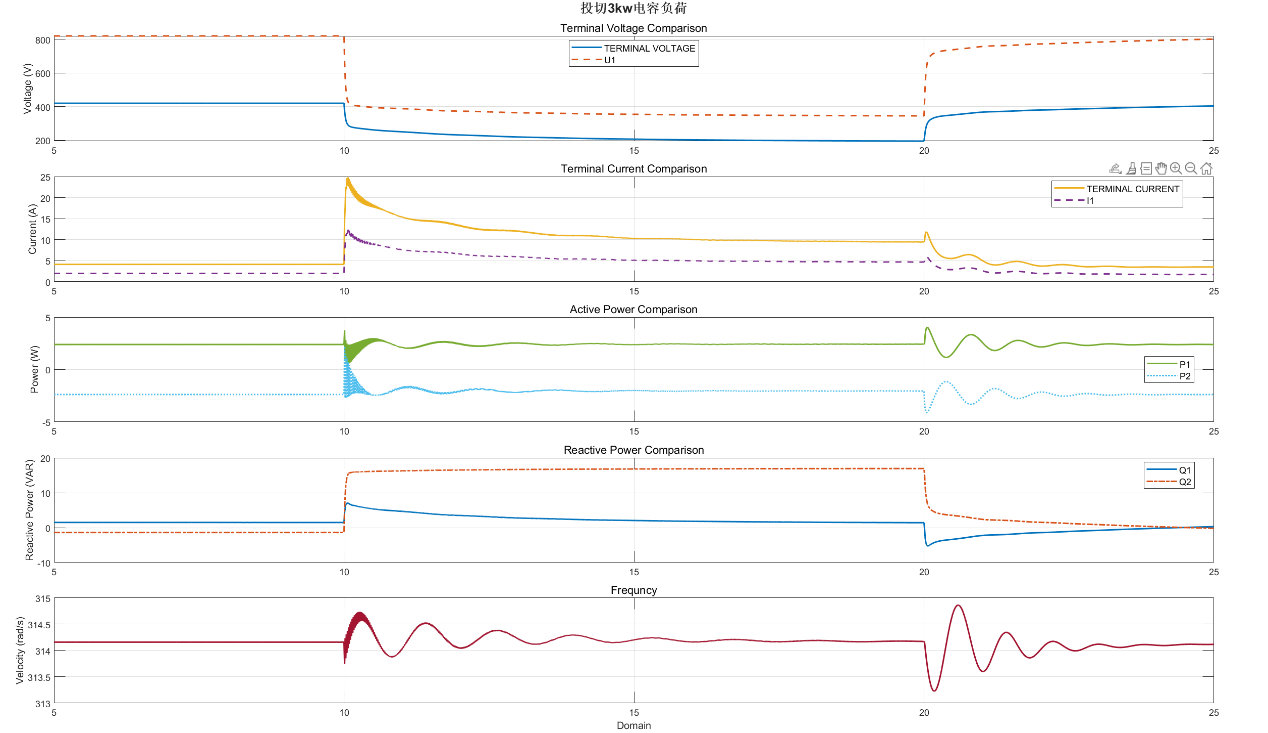 投切3kw电容负荷
Terminal Voltage Comparison
Voltage (V)
800
600
400
200
TERMINAL VOLTAGE
U1
5 10 15 20 25
Terminal Current Comparison
Current (A)
25
20
15
10
5
0
TERMINAL CURRENT
I1
5 10 15 20 25
Active Power Comparison
Power (W)
5
0
-5
P1
P2
5 10 15 20 25
Reactive Power Comparison
Reactive Power (VAR)
20
10
0
-10
Q1
Q2
5 10 15 20 25
Frequncy
Velocity (rad/s)
315
314.5
314
313.5
313
5 10 15 20 25
Domain